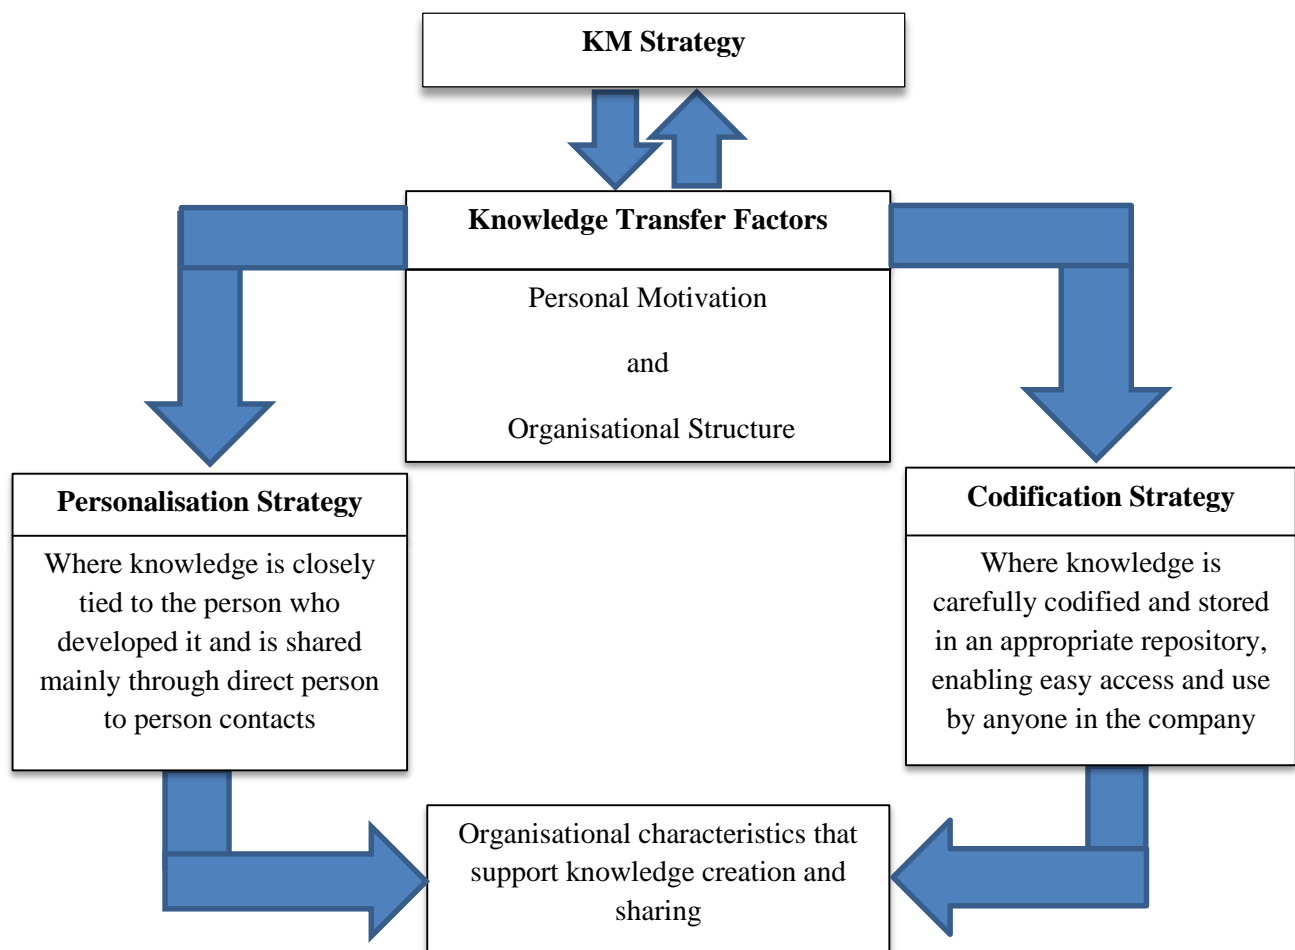 KM Strategy
Knowledge Transfer Factors
Personal Motivation
and
Organisational Structure
Personalisation Strategy
Where knowledge is closely
tied to the person who
developed it and is shared
mainly through direct person
to person contacts
Codification Strategy
Where knowledge is
carefully codified and stored
in an appropriate repository,
enabling easy access and use
by anyone in the company
Organisational characteristics that
support knowledge creation and
sharing